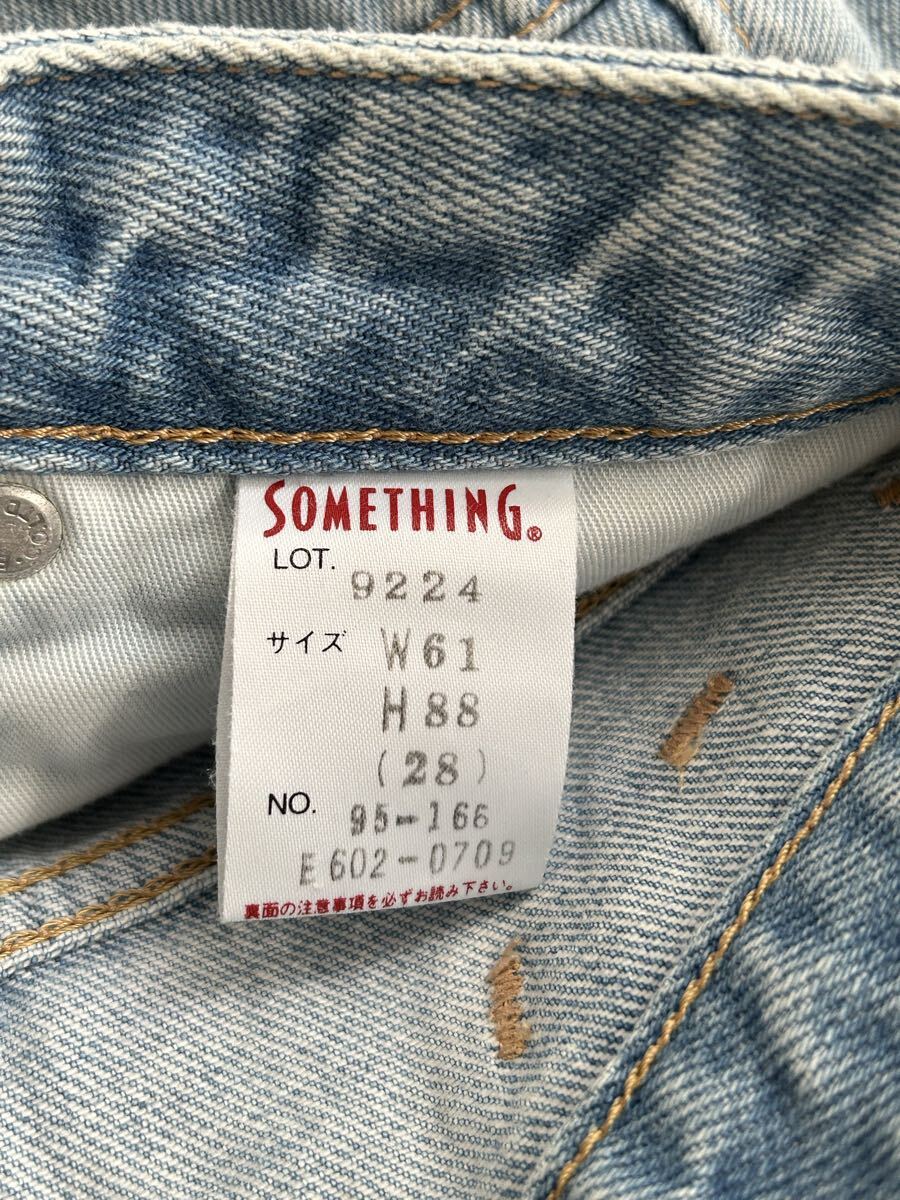 SOMETHING®
LOT. 9224
サイズ W61
H88
(28)
NO. 95-166
E602-0709
裏面の注意事項を必ずお読み下さい。